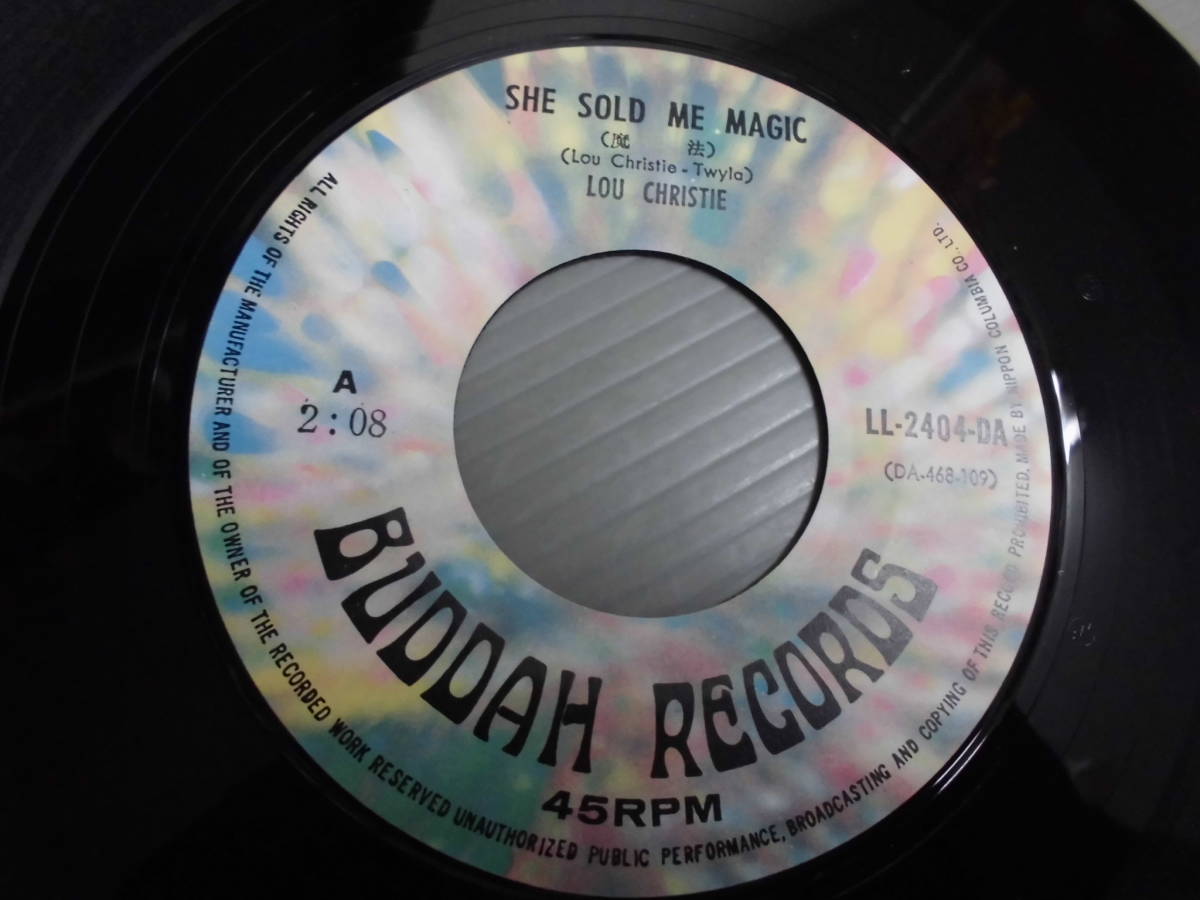 SHE SOLD ME MAGIC
(魔 法)
(Lou Christie - Twyla)
LOU CHRISTIE
A
2:08
LL-2404-DA
(DA-468-109)
BUDDAH RECORDS
45RPM
ALL RIGHTS OF THE MANUFACTURER AND OF THE OWNER OF THE RECORDED WORK RESERVED UNAUTHORIZED PUBLIC PERFORMANCE, BROADCASTING AND COPYING OF THIS RECORD PROHIBITED. MADE BY NIPPON COLUMBIA CO., LTD.